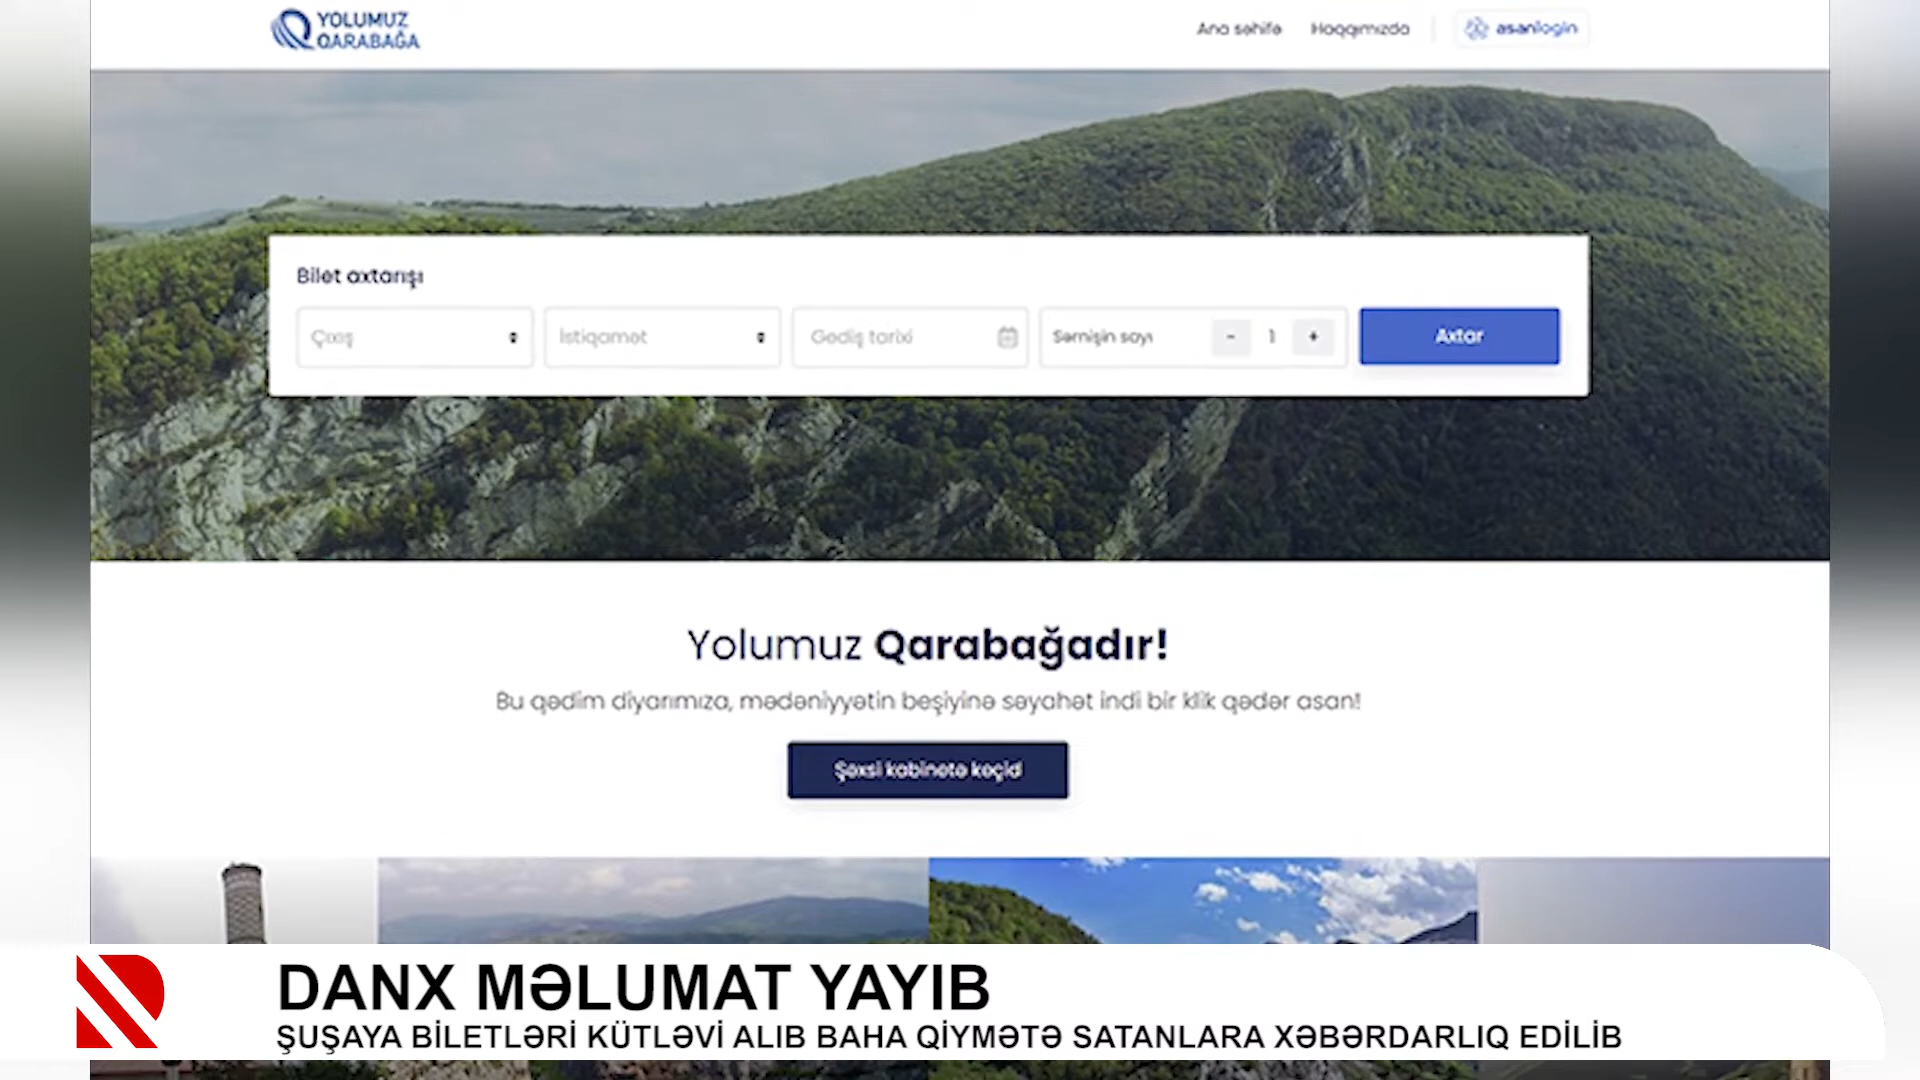 YOLUMUZ
QARABAĞA
Ana səhifə
Haqqımızda
asanlogin
Bilet axtarışı
Çıxış
İstiqamət
Gediş tarixi
Sərnişin sayı
-
1
+
Axtar
Yolumuz Qarabağadır!
Bu qədim diyarımıza, mədəniyyətin beşiyinə səyahət indi bir klik qədər asan!
Şəxsi kabinetə keçid
DANX MƏLUMAT YAYIB
ŞUŞAYA BİLETLƏRİ KÜTLƏVİ ALIB BAHA QİYMƏTƏ SATANLARA XƏBƏRDARLIQ EDİLİB